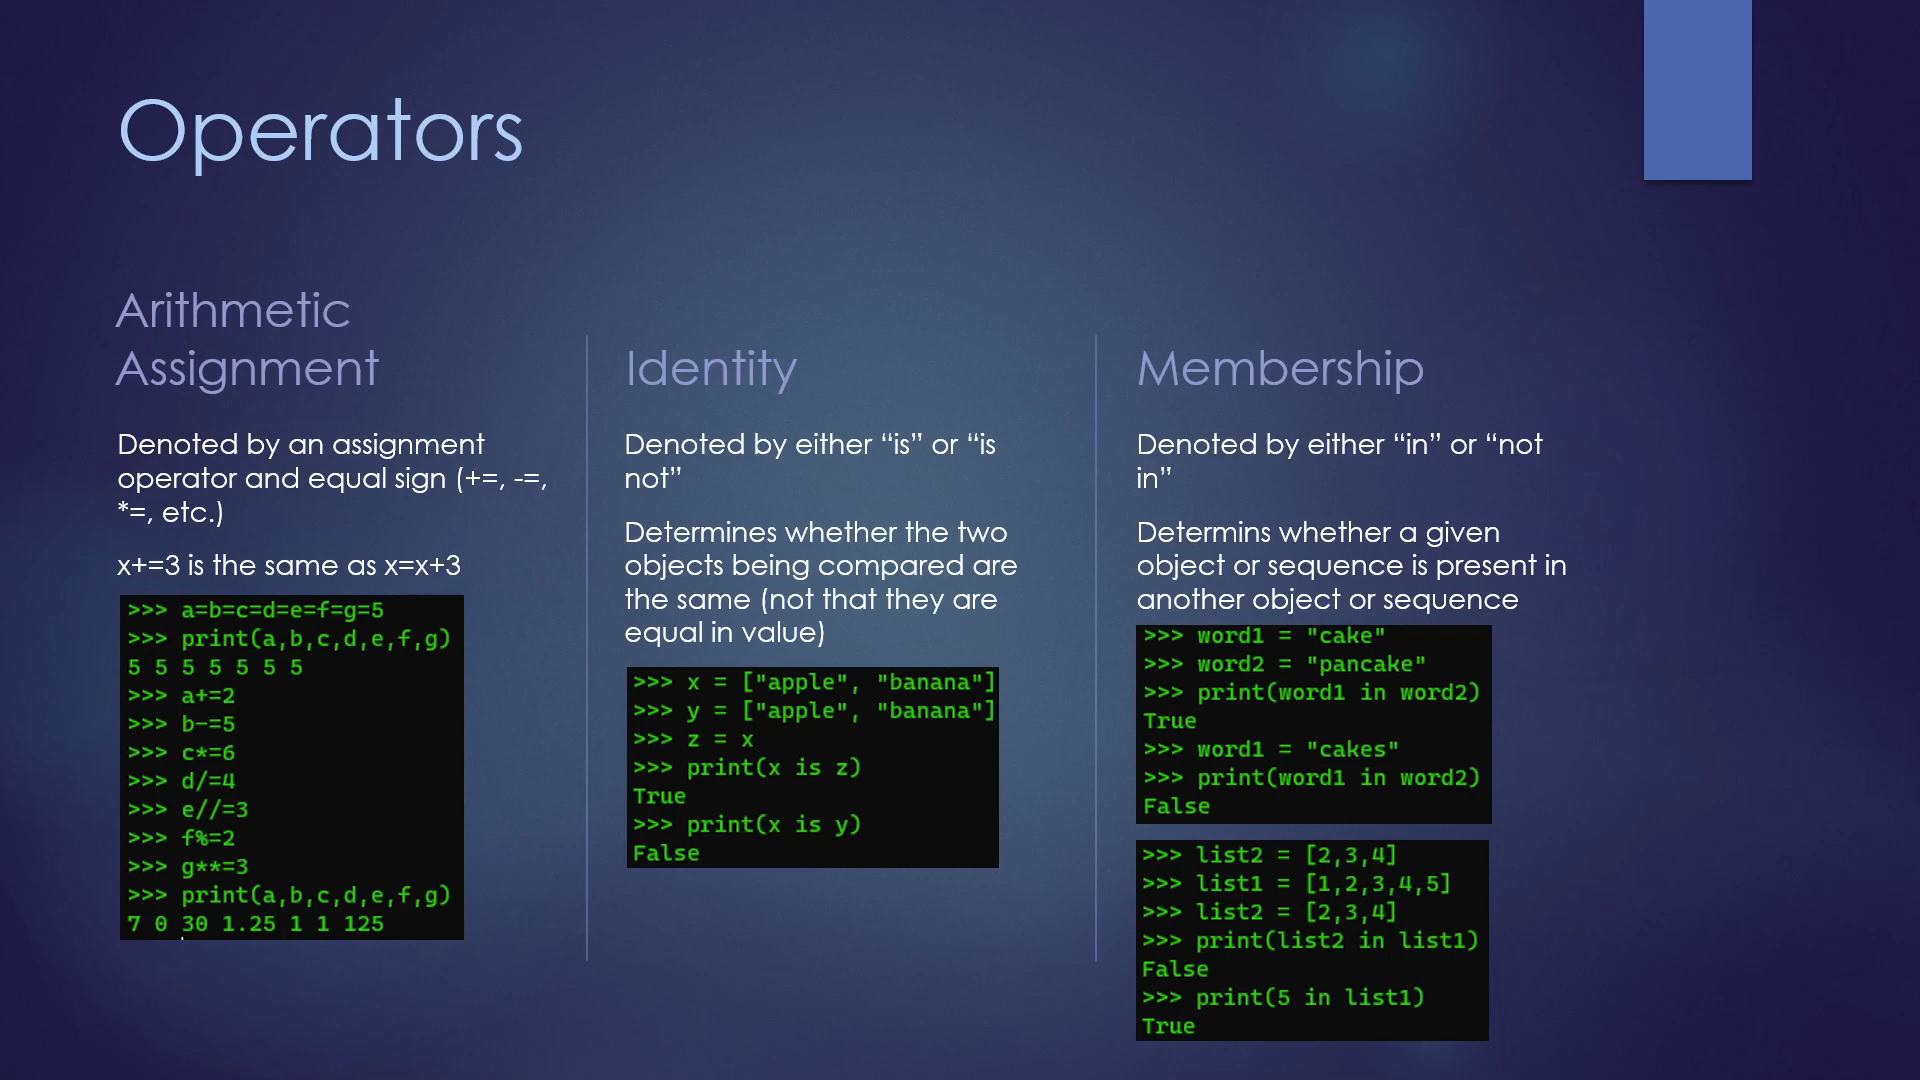 Operators
Arithmetic
Assignment
Denoted by an assignment
operator and equal sign (+=, -=,
*=, etc.)
x+=3 is the same as x=x+3
>>> a=b=c=d=e=f=g=5
>>> print(a,b,c,d,e,f,g)
5 5 5 5 5 5 5
>>> a+=2
>>> b-=5
>>> c*=6
>>> d/=4
>>> e//=3
>>> f%=2
>>> g**=3
>>> print(a,b,c,d,e,f,g)
7 0 30 1.25 1 1 125
Identity
Denoted by either “is” or “is
not”
Determines whether the two
objects being compared are
the same (not that they are
equal in value)
>>> x = ["apple", "banana"]
>>> y = ["apple", "banana"]
>>> z = x
>>> print(x is z)
True
>>> print(x is y)
False
Membership
Denoted by either “in” or “not
in”
Determins whether a given
object or sequence is present in
another object or sequence
>>> word1 = "cake"
>>> word2 = "pancake"
>>> print(word1 in word2)
True
>>> word1 = "cakes"
>>> print(word1 in word2)
False
>>> list2 = [2,3,4]
>>> list1 = [1,2,3,4,5]
>>> list2 = [2,3,4]
>>> print(list2 in list1)
False
>>> print(5 in list1)
True